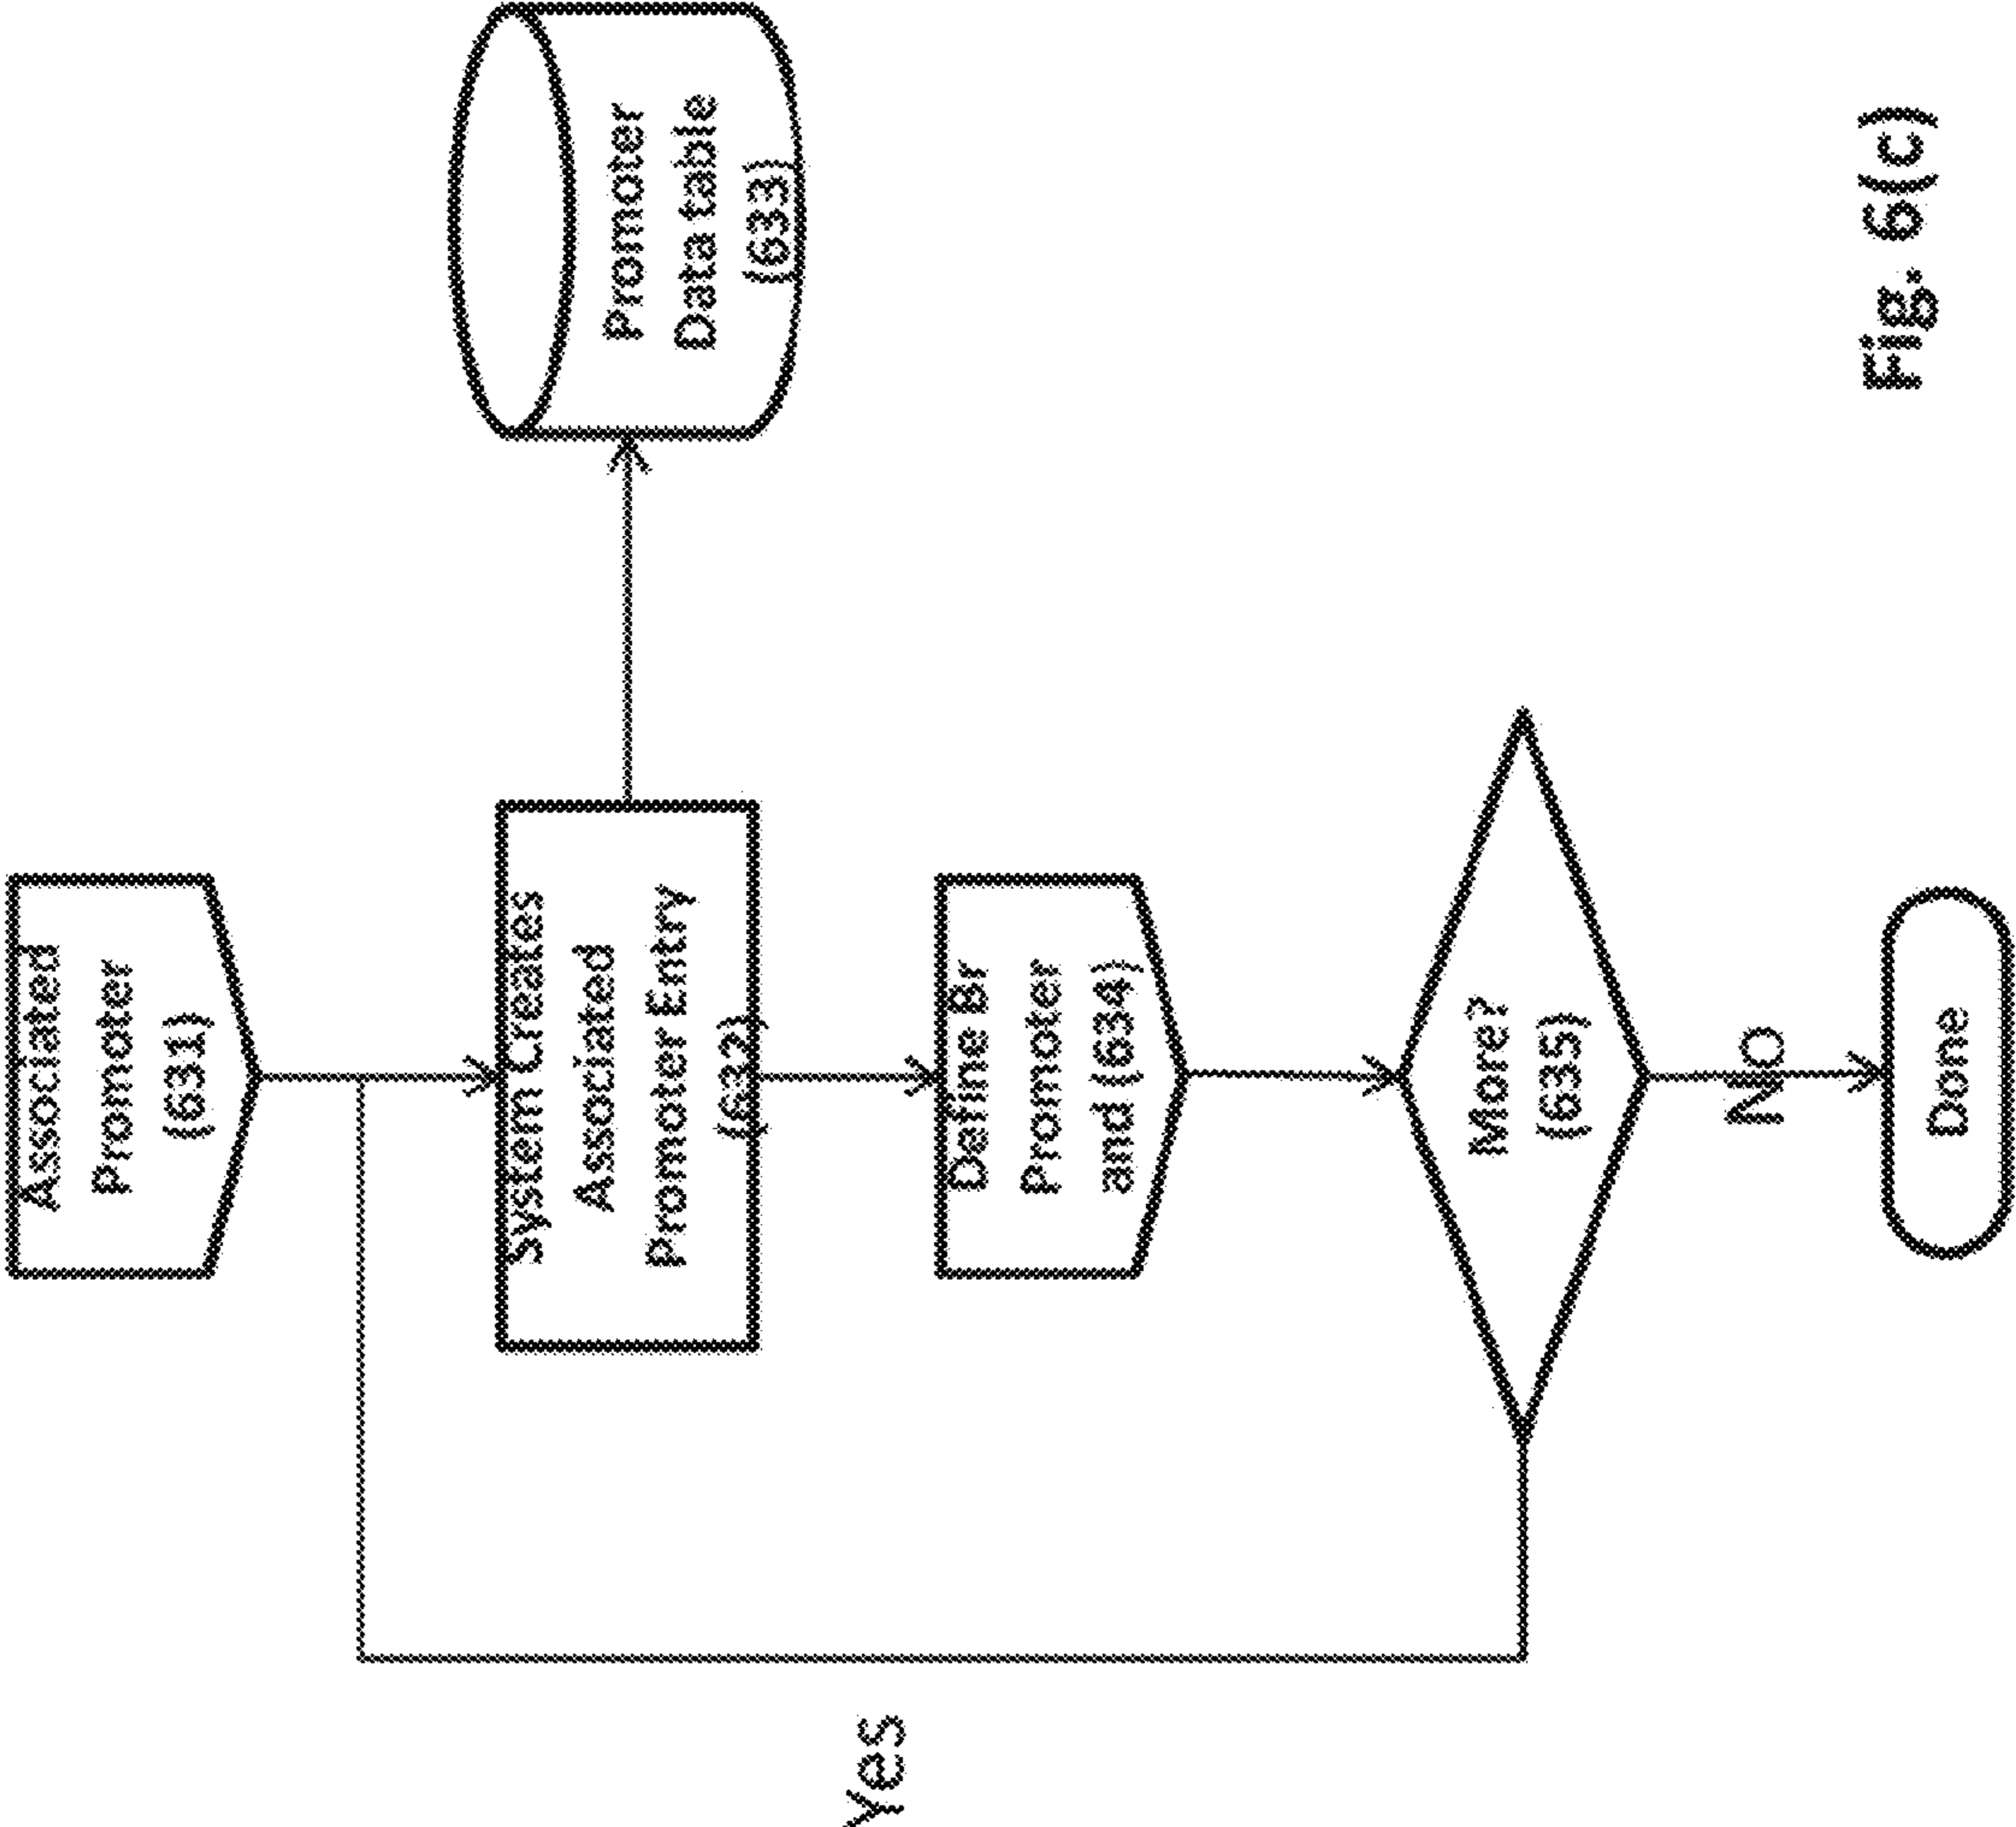 Associated
Promoter
(631)
System Creates
Associated
Promoter Entry
(632)
Promoter
Data table
(633)
Define Br
Promoter
and (634)
More?
(635)
Yes
No
Done
Fig. 6(c)